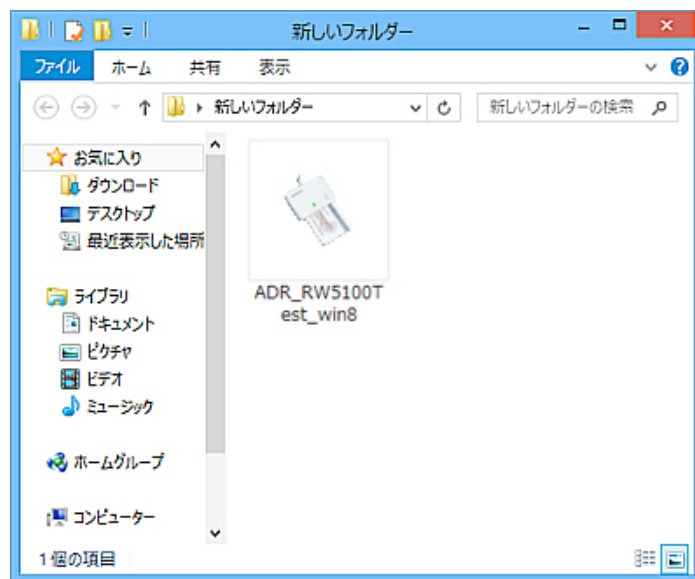 新しいフォルダー
ファイル ホーム 共有 表示
新しいフォルダー
新しいフォルダーの検索
お気に入り
ダウンロード
デスクトップ
最近表示した場所
ライブラリ
ドキュメント
ピクチャ
ビデオ
ミュージック
ホームグループ
コンピューター
ADR_RW5100T
est_win8
1個の項目